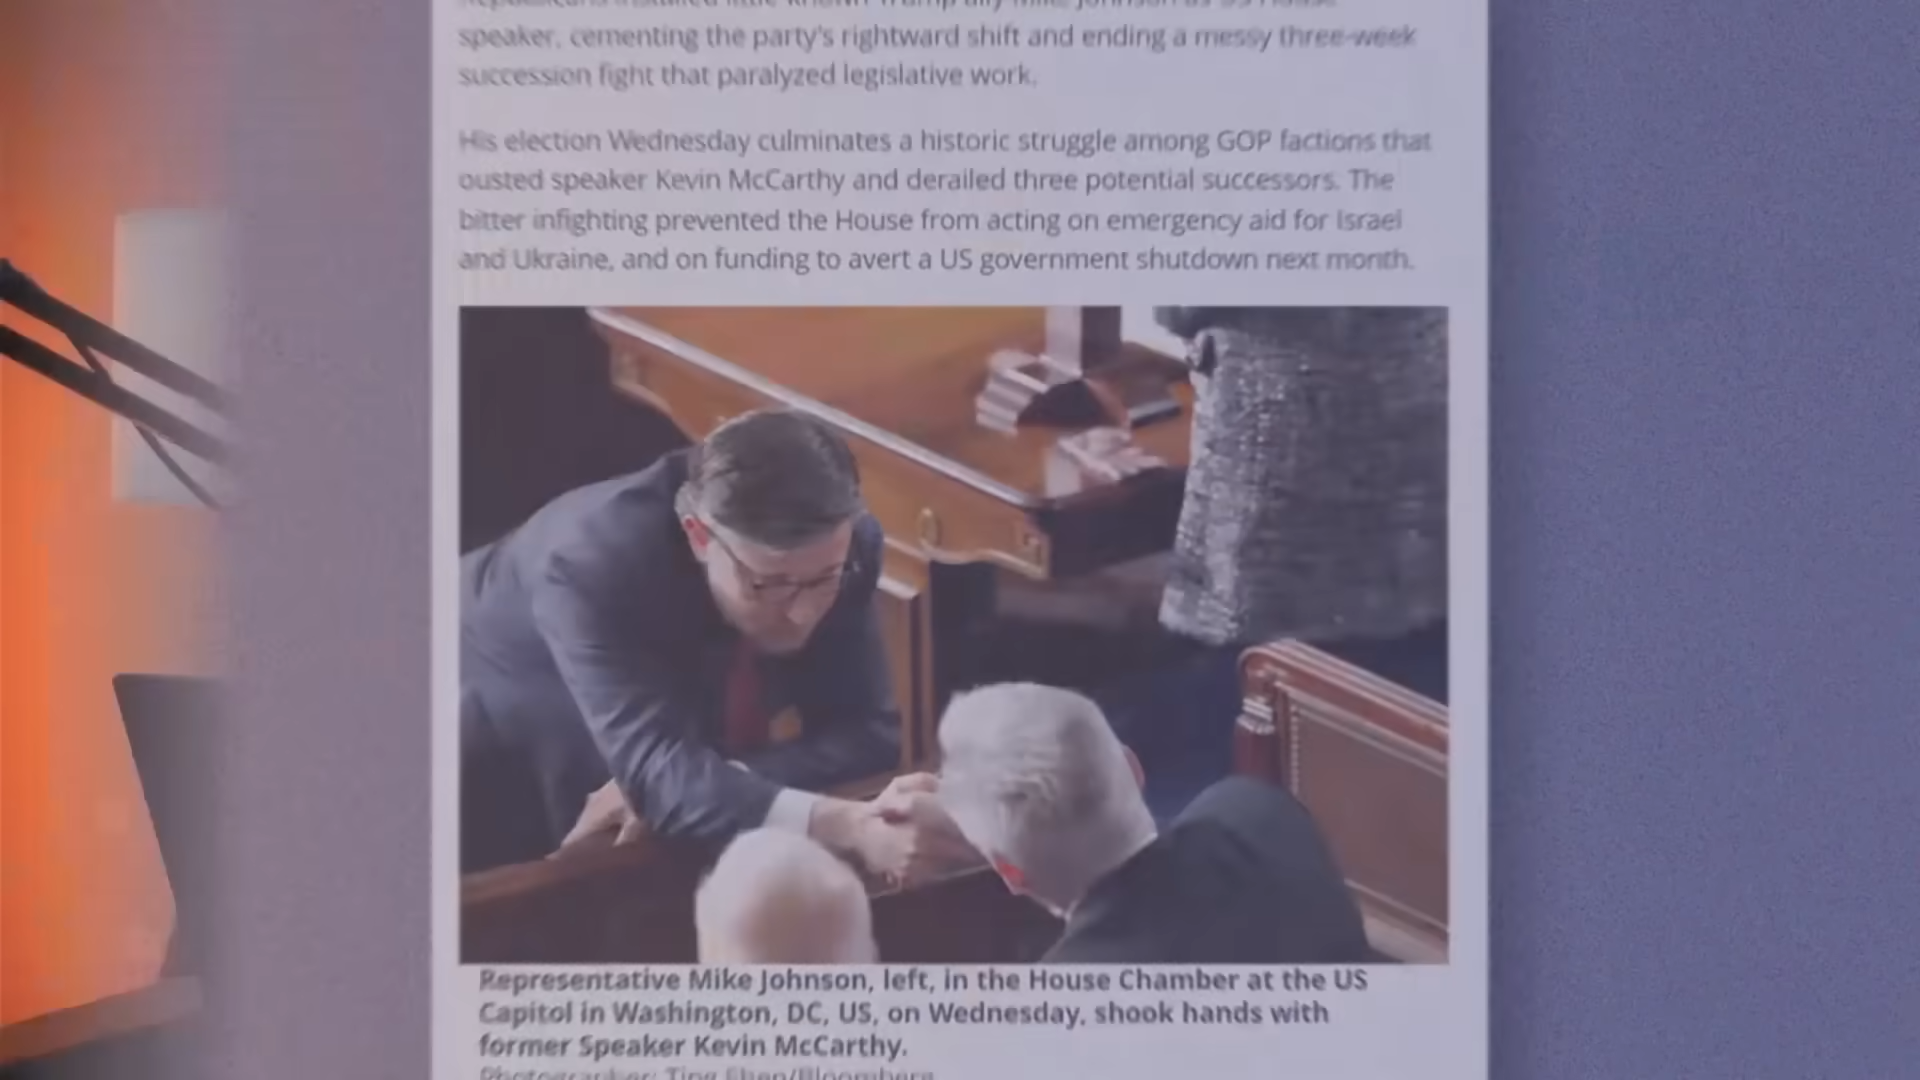 speaker, cementing the party's rightward shift and ending a messy three-week
succession fight that paralyzed legislative work.
His election Wednesday culminates a historic struggle among GOP factions that
ousted speaker Kevin McCarthy and derailed three potential successors. The
bitter infighting prevented the House from acting on emergency aid for Israel
and Ukraine, and on funding to avert a US government shutdown next month.
Representative Mike Johnson, left, in the House Chamber at the US
Capitol in Washington, DC, US, on Wednesday, shook hands with
former Speaker Kevin McCarthy.